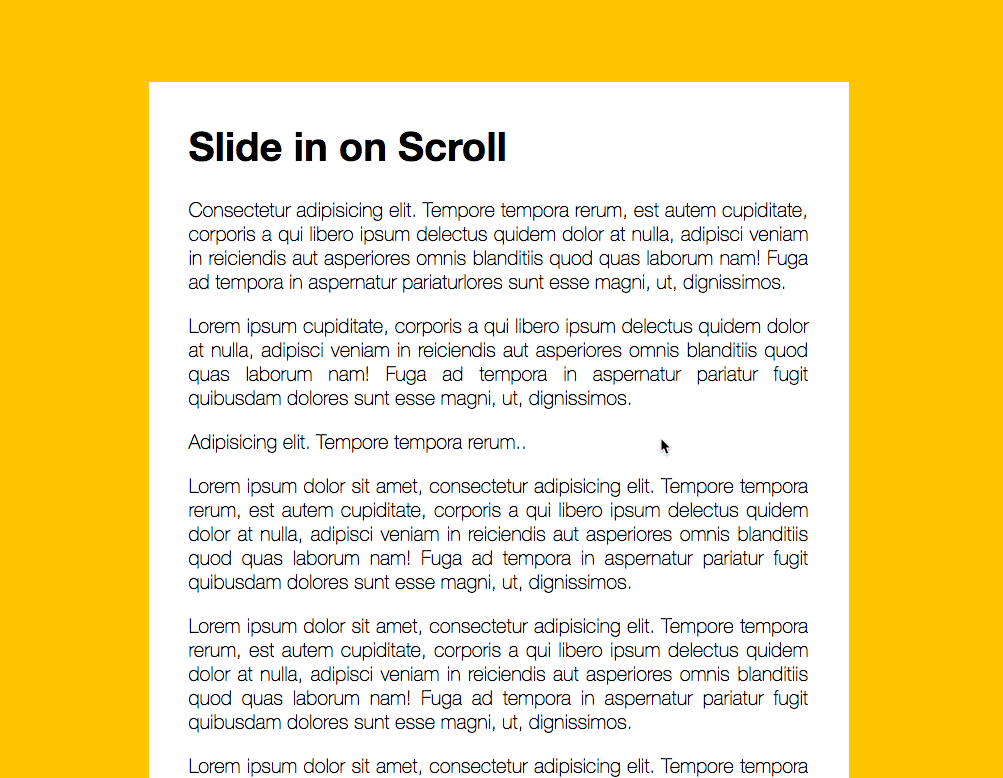 Slide in on Scroll
Consectetur adipisicing elit. Tempore tempora rerum, est autem cupiditate,
corporis a qui libero ipsum delectus quidem dolor at nulla, adipisci veniam
in reiciendis aut asperiores omnis blanditiis quod quas laborum nam! Fuga
ad tempora in aspernatur pariaturlores sunt esse magni, ut, dignissimos.
Lorem ipsum cupiditate, corporis a qui libero ipsum delectus quidem dolor
at nulla, adipisci veniam in reiciendis aut asperiores omnis blanditiis quod
quas laborum nam! Fuga ad tempora in aspernatur pariatur fugit
quibusdam dolores sunt esse magni, ut, dignissimos.
Adipisicing elit. Tempore tempora rerum..
Lorem ipsum dolor sit amet, consectetur adipisicing elit. Tempore tempora
rerum, est autem cupiditate, corporis a qui libero ipsum delectus quidem
dolor at nulla, adipisci veniam in reiciendis aut asperiores omnis blanditiis
quod quas laborum nam! Fuga ad tempora in aspernatur pariatur fugit
quibusdam dolores sunt esse magni, ut, dignissimos.
Lorem ipsum dolor sit amet, consectetur adipisicing elit. Tempore tempora
rerum, est autem cupiditate, corporis a qui libero ipsum delectus quidem
dolor at nulla, adipisci veniam in reiciendis aut asperiores omnis blanditiis
quod quas laborum nam! Fuga ad tempora in aspernatur pariatur fugit
quibusdam dolores sunt esse magni, ut, dignissimos.
Lorem ipsum dolor sit amet, consectetur adipisicing elit. Tempore tempora